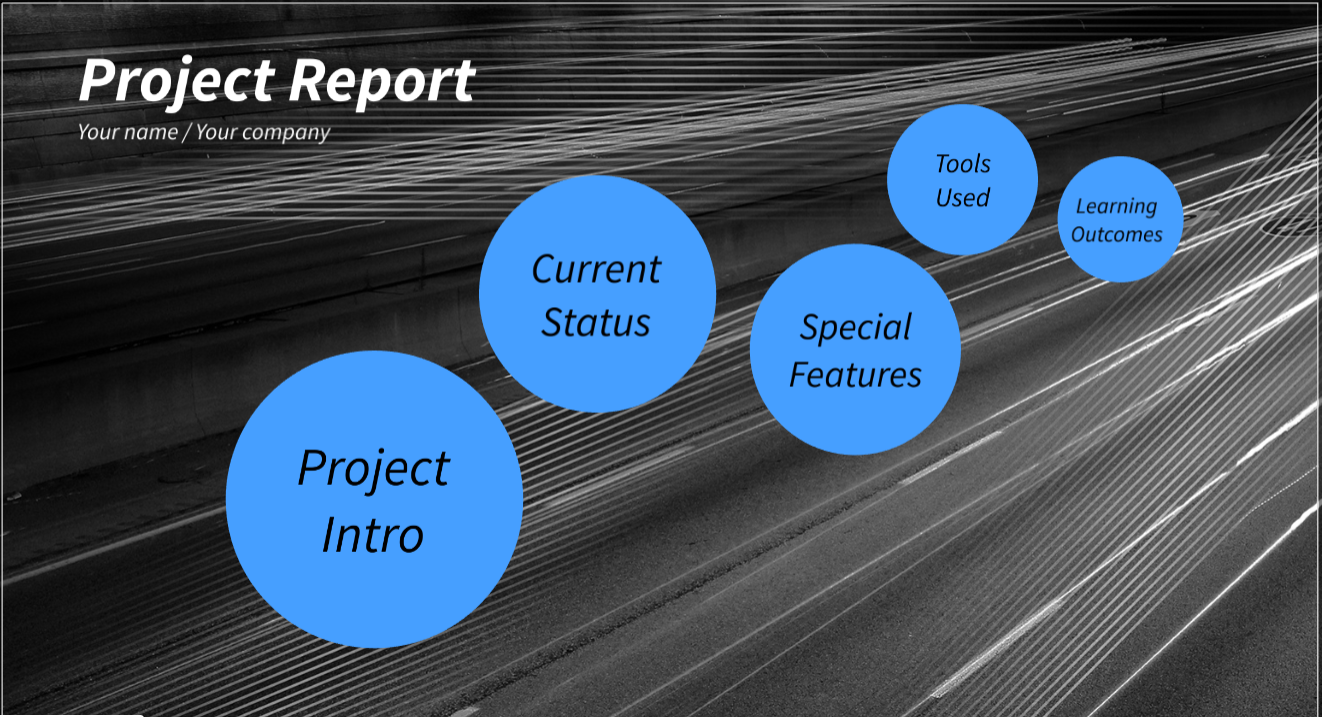 Project Report
Your name / Your company
Project
Intro
Current
Status
Special
Features
Tools
Used
Learning
Outcomes